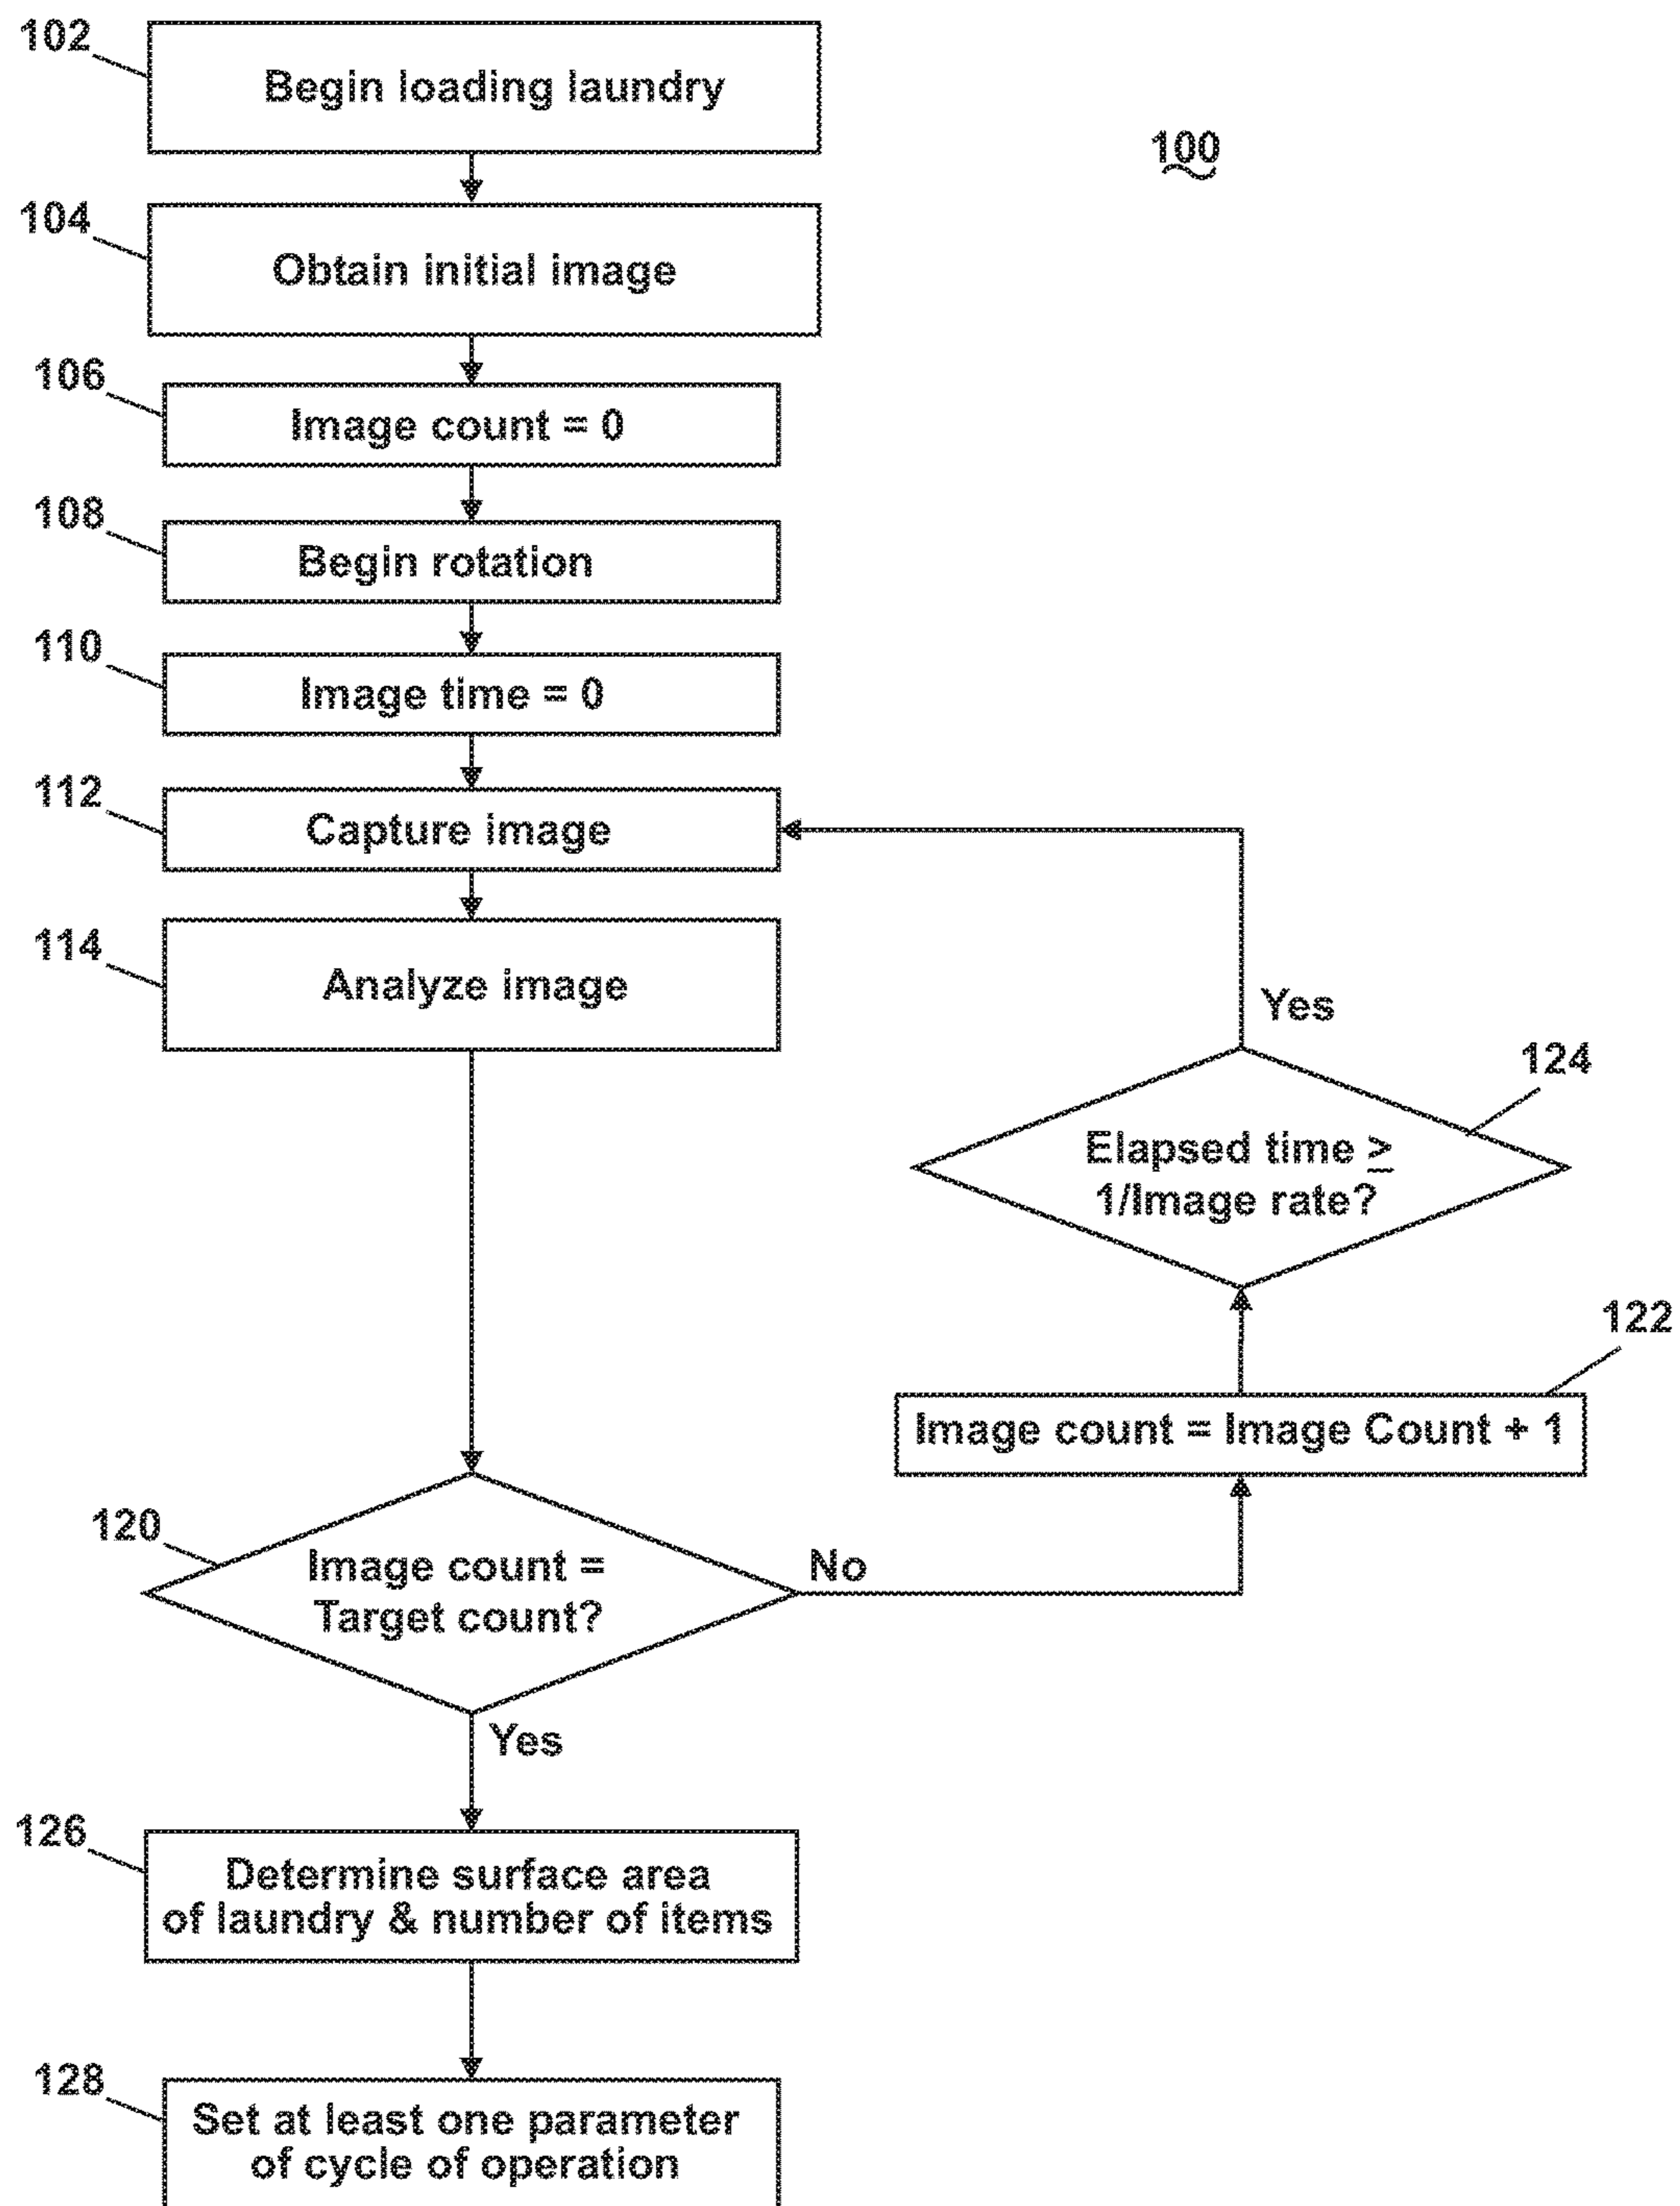 102
Begin loading laundry
100
104
Obtain initial image
106
Image count = 0
108
Begin rotation
110
Image time = 0
112
Capture image
114
Analyze image
Yes
124
Elapsed time ≥
1/Image rate?
122
Image count = Image Count + 1
120
Image count =
Target count?
No
Yes
126
Determine surface area
of laundry & number of items
128
Set at least one parameter
of cycle of operation